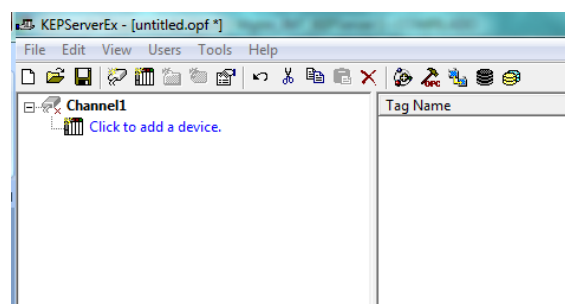 KEPServerEx - [untitled.opf *]
File Edit View Users Tools Help
Channel1
Tag Name
Click to add a device.